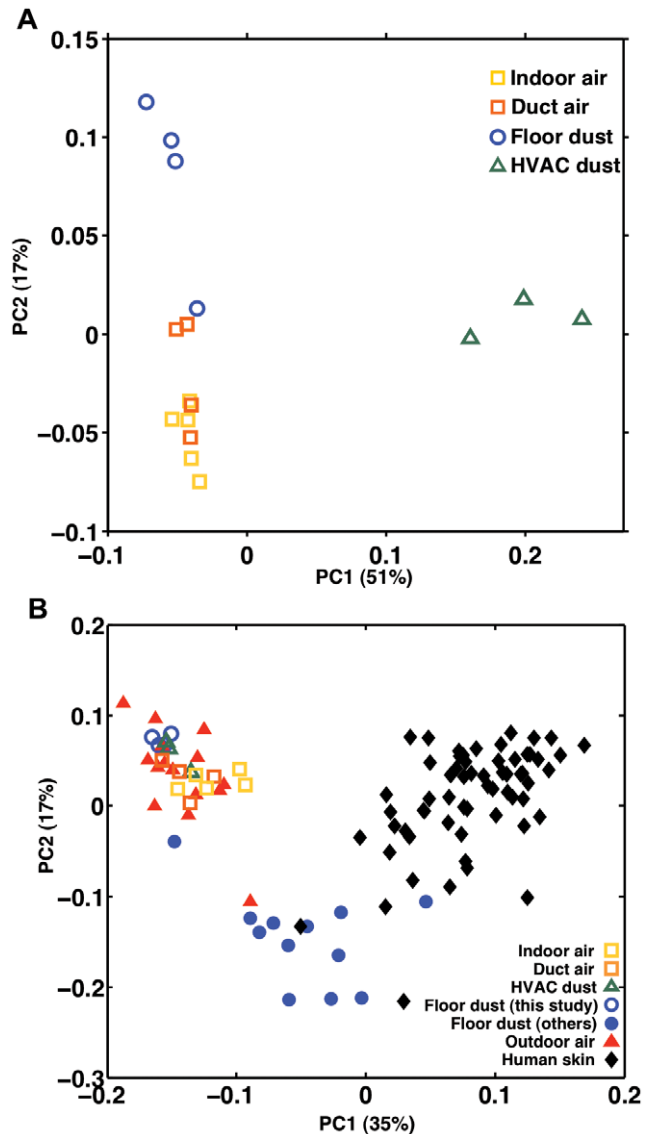 A
0.15
0.1
0.05
0
−0.05
−0.1
PC2 (17%)
Indoor air
Duct air
Floor dust
HVAC dust
−0.1
0
0.1
0.2
PC1 (51%)
B
0.2
0.1
0
−0.1
−0.2
−0.3
PC2 (17%)
Indoor air
Duct air
HVAC dust
Floor dust (this study)
Floor dust (others)
Outdoor air
Human skin
−0.2
−0.1
0
0.1
0.2
PC1 (35%)